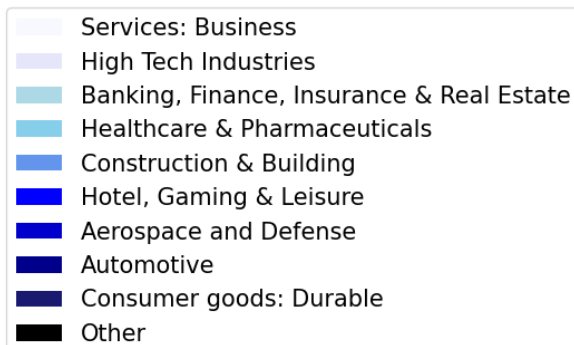 Services: Business
High Tech Industries
Banking, Finance, Insurance & Real Estate
Healthcare & Pharmaceuticals
Construction & Building
Hotel, Gaming & Leisure
Aerospace and Defense
Automotive
Consumer goods: Durable
Other